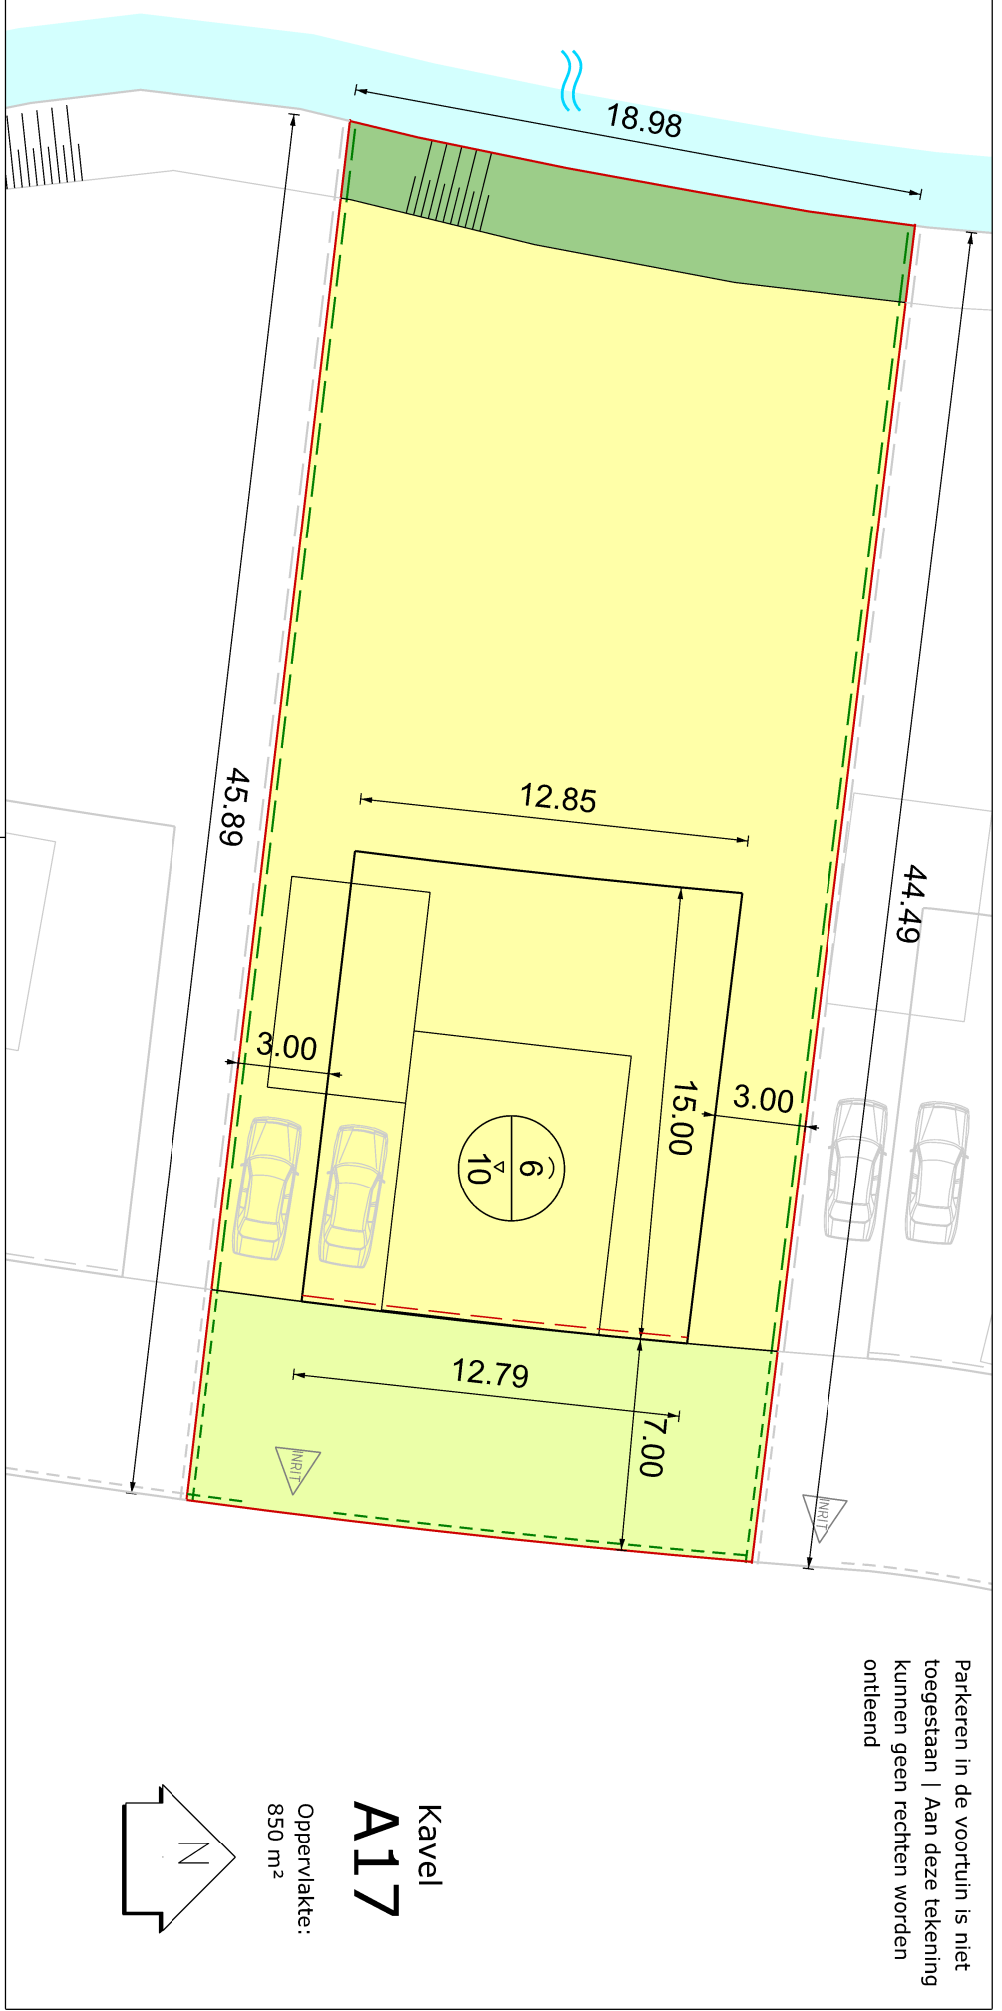 18.98
45.89
44.49
12.85
3.00
3.00
15.00
6
10
12.79
7.00
INRIT
INRIT
Parkeren in de voortuin is niet
toegestaan | Aan deze tekening
kunnen geen rechten worden
ontleend
Kavel
A17
Oppervlakte:
850 m²
N